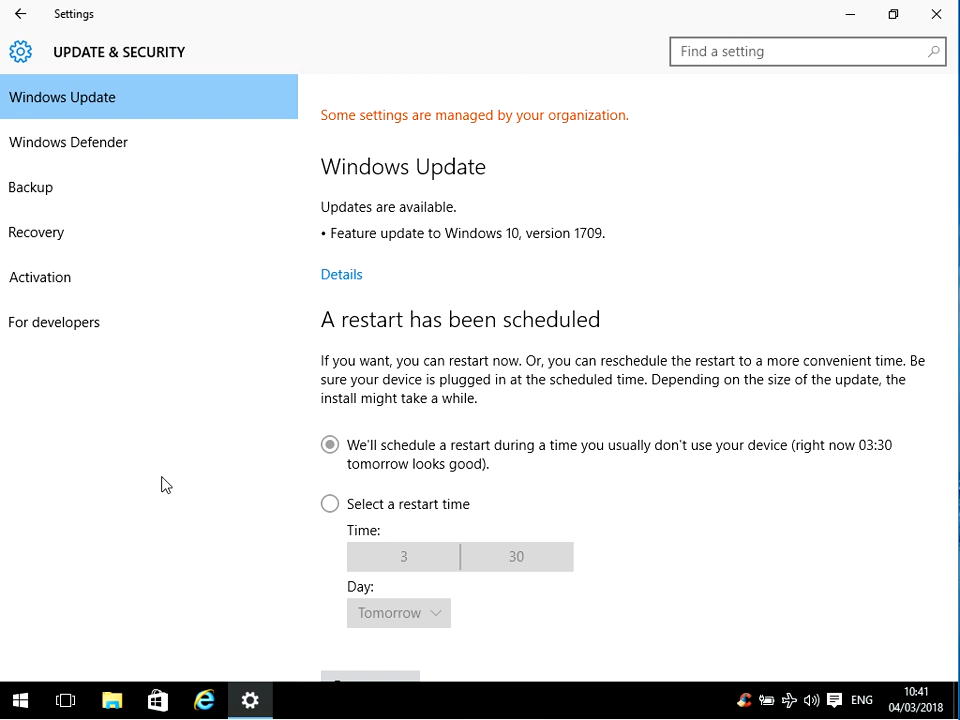 Settings
UPDATE & SECURITY
Find a setting
Windows Update
Windows Defender
Backup
Recovery
Activation
For developers
Some settings are managed by your organization.
Windows Update
Updates are available.
• Feature update to Windows 10, version 1709.
Details
A restart has been scheduled
If you want, you can restart now. Or, you can reschedule the restart to a more convenient time. Be
sure your device is plugged in at the scheduled time. Depending on the size of the update, the
install might take a while.
We'll schedule a restart during a time you usually don't use your device (right now 03:30
tomorrow looks good).
Select a restart time
Time:
3 30
Day:
Tomorrow
ENG
10:41
04/03/2018